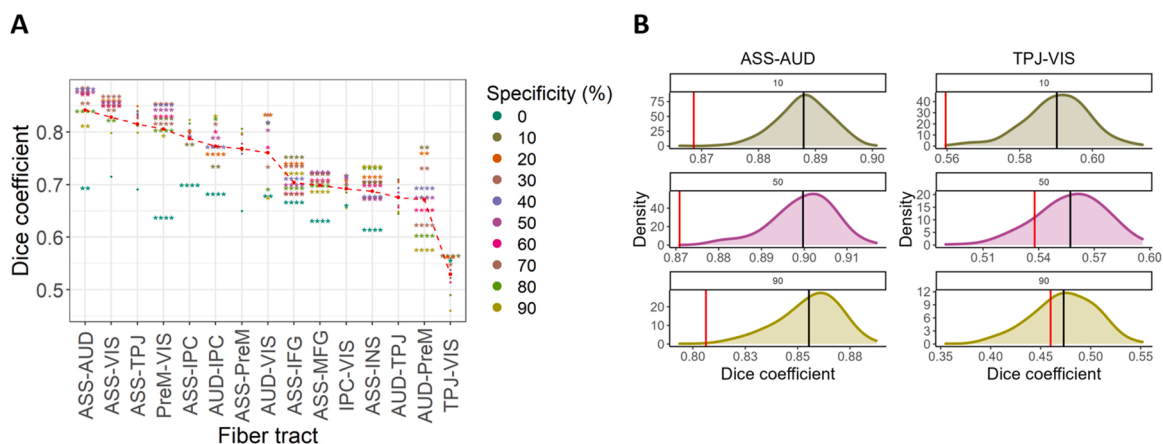 A
Dice coefficient
0.8
0.7
0.6
0.5
ASS-AUD
ASS-VIS
ASS-TPJ
PreM-VIS
ASS-IPC
AUD-IPC
ASS-PreM
AUD-VIS
ASS-IFG
ASS-MFG
IPC-VIS
ASS-INS
AUD-TPJ
AUD-PreM
TPJ-VIS
Fiber tract
Specificity (%)
0
10
20
30
40
50
60
70
80
90
B
ASS-AUD
10
75
50
25
0
0.87 0.88 0.89 0.90
50
Density
40
20
0
0.87 0.88 0.89 0.90 0.91
90
20
10
0
0.80 0.83 0.85 0.88
Dice coefficient
TPJ-VIS
10
40
30
20
10
0
0.56 0.58 0.60
50
Density
20
15
10
5
0
0.51 0.54 0.57 0.60
90
12
9
6
3
0
0.35 0.40 0.45 0.50 0.55
Dice coefficient